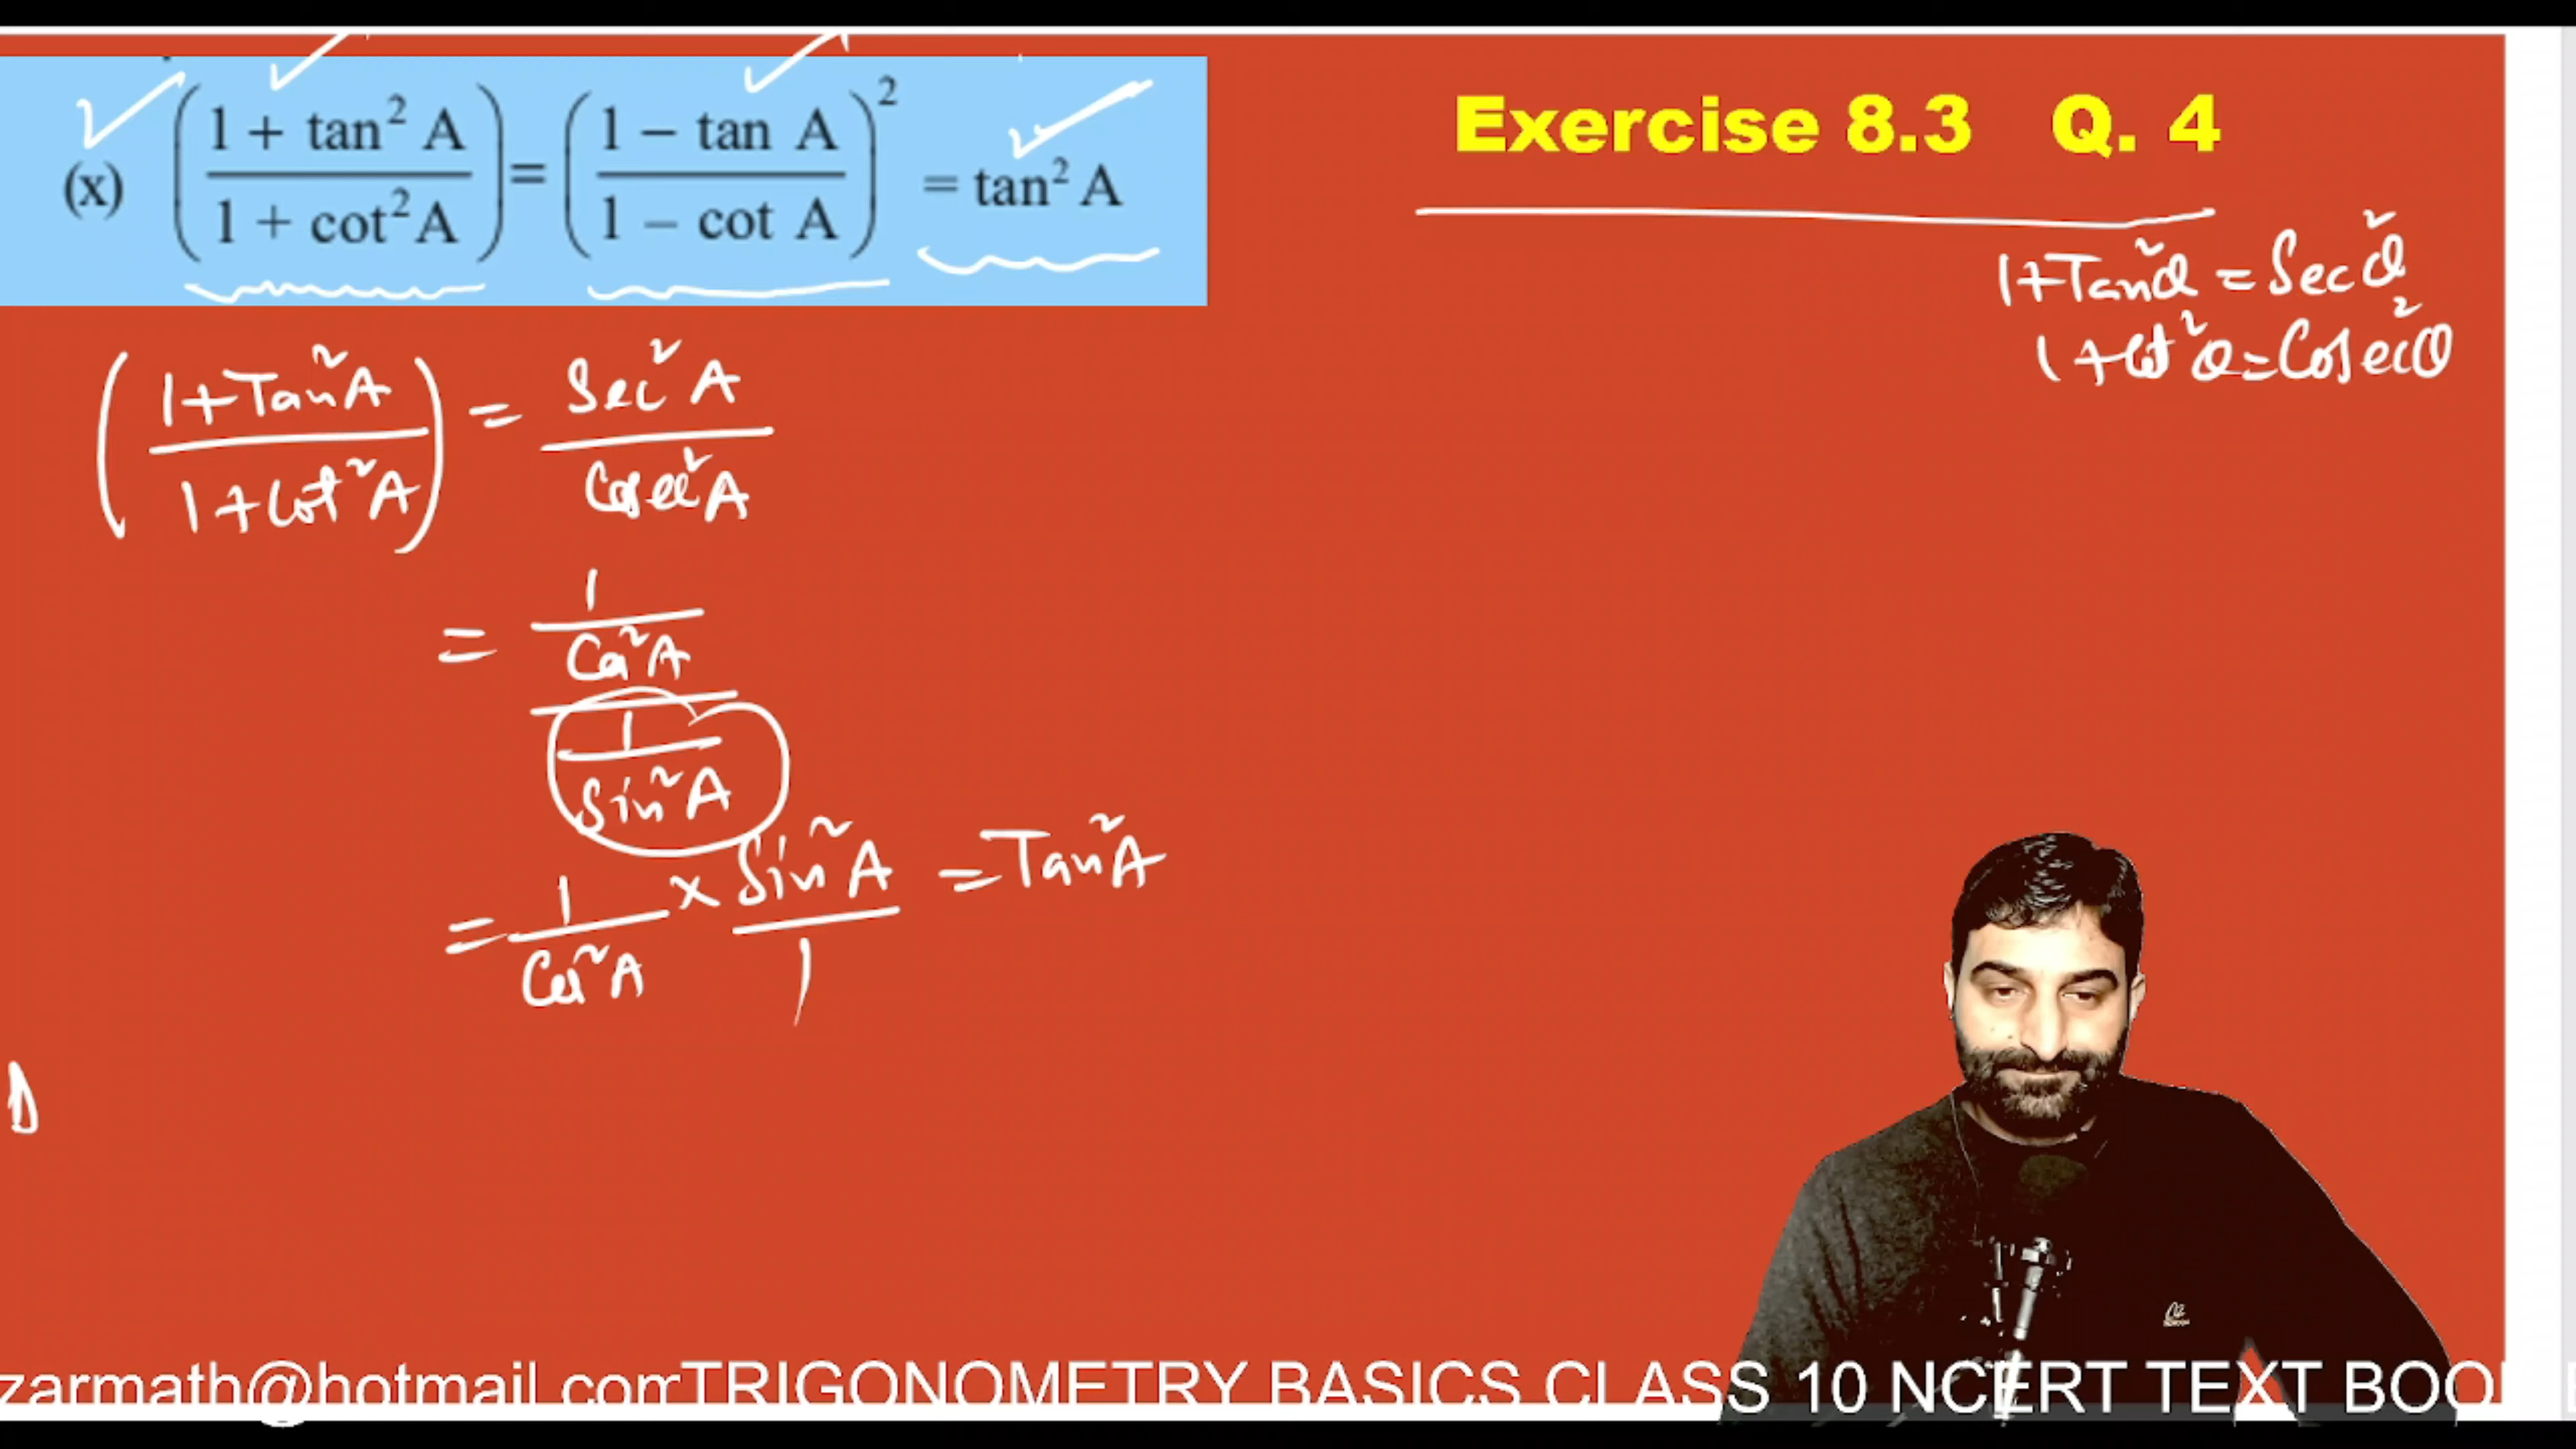 (x) (1 + tan² A / 1 + cot² A) = (1 − tan A / 1 − cot A)² = tan² A
Exercise 8.3 Q. 4
1+Tan²θ = Sec²θ
1+Cot²θ = Cosec²θ
(1+Tan²A / 1+Cot²A) = Sec²A / Cosec²A
= 1/Cos²A / 1/Sin²A
= 1/Cos²A × Sin²A/1 = Tan²A
zarmath@hotmail.com TRIGONOMETRY BASICS CLASS 10 NCERT TEXT BOO